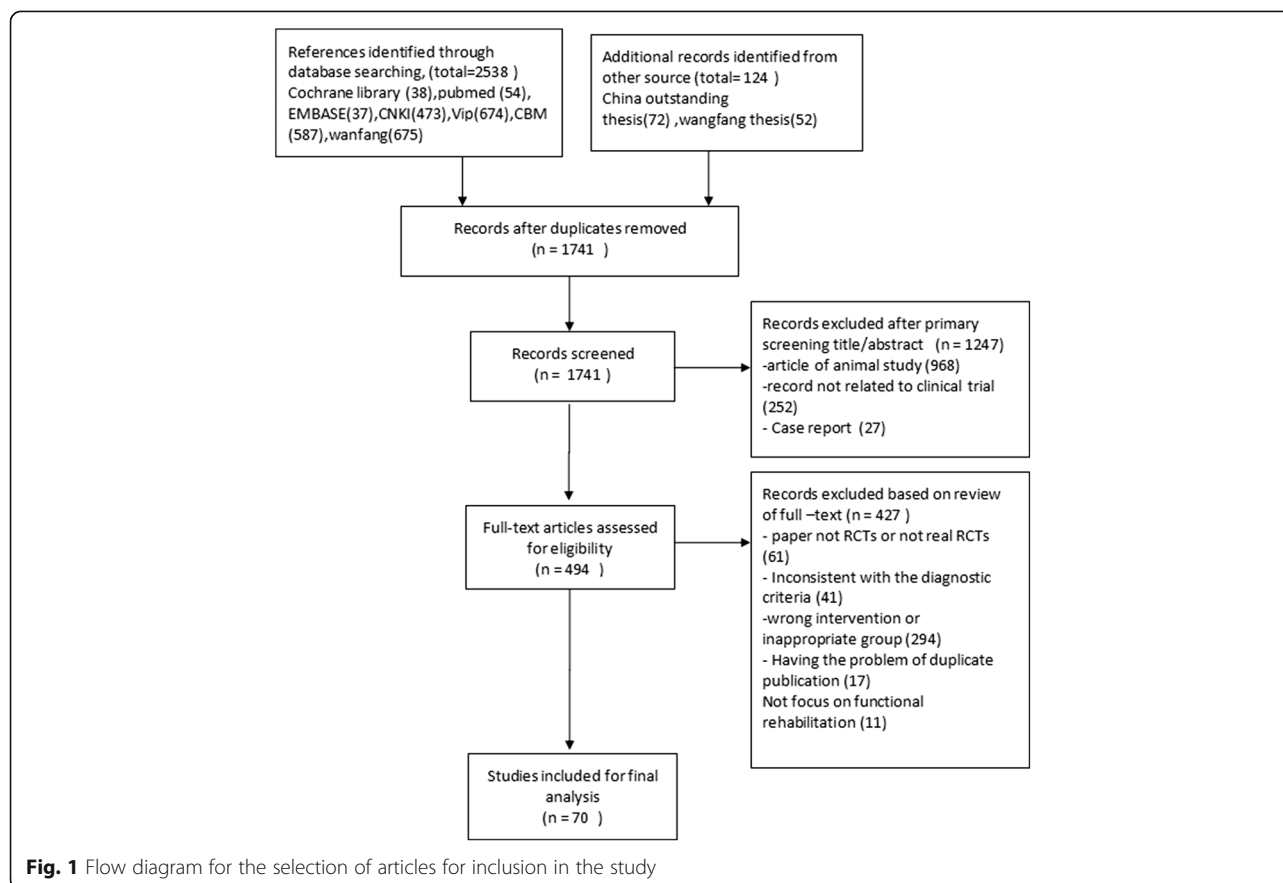 References identified through
database searching, (total=2538 )
Cochrane library (38),pubmed (54),
EMBASE(37),CNKI(473),Vip(674),CBM
(587),wanfang(675)
Additional records identified from
other source (total= 124 )
China outstanding
thesis(72) ,wangfang thesis(52)
Records after duplicates removed
(n = 1741 )
Records screened
(n = 1741 )
Records excluded after primary
screening title/abstract (n = 1247)
-article of animal study (968)
-record not related to clinical trial
(252)
- Case report (27)
Full-text articles assessed
for eligibility
(n = 494 )
Records excluded based on review
of full –text (n = 427 )
- paper not RCTs or not real RCTs
(61)
- Inconsistent with the diagnostic
criteria (41)
-wrong intervention or
inappropriate group (294)
- Having the problem of duplicate
publication (17)
Not focus on functional
rehabilitation (11)
Studies included for final
analysis
(n = 70 )
Fig. 1 Flow diagram for the selection of articles for inclusion in the study